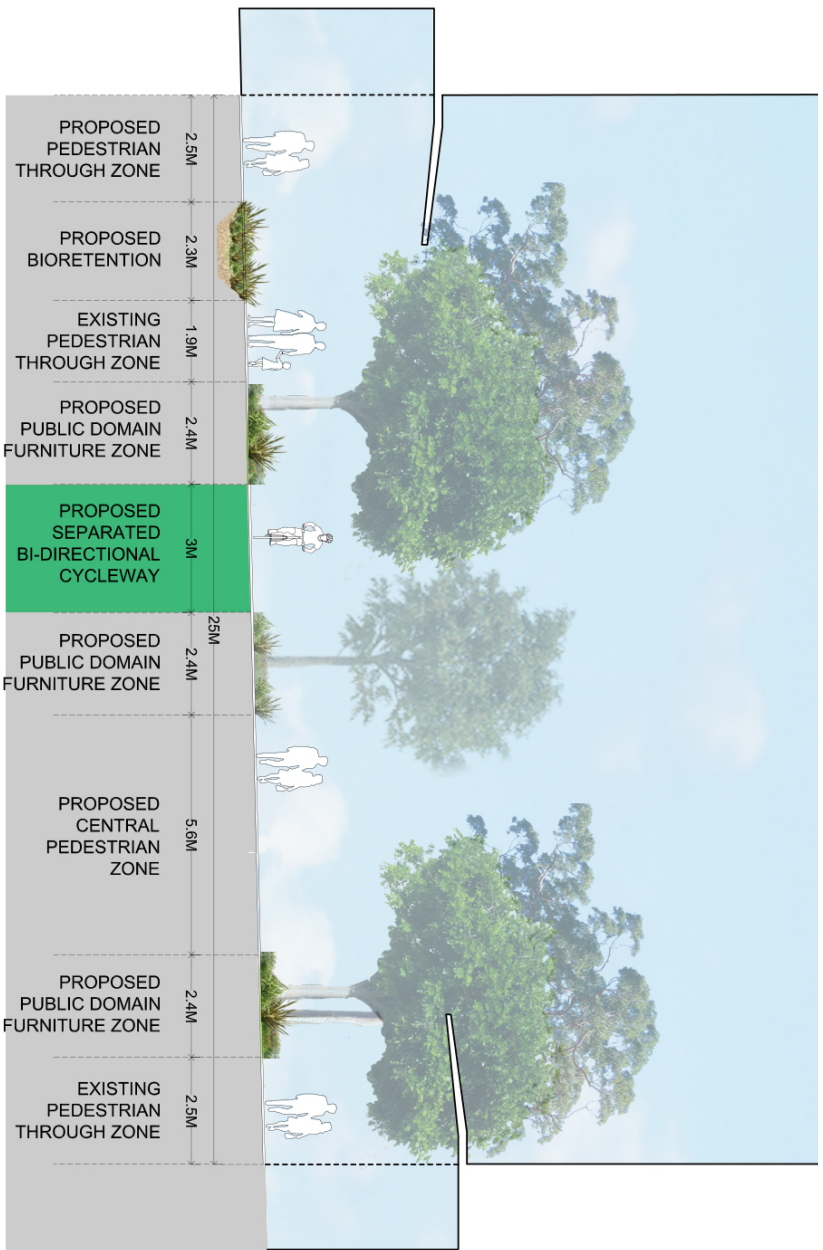 PROPOSED
PEDESTRIAN
THROUGH ZONE
2.5M
PROPOSED
BIORETENTION
2.3M
EXISTING
PEDESTRIAN
THROUGH ZONE
1.9M
PROPOSED
PUBLIC DOMAIN
FURNITURE ZONE
2.4M
PROPOSED
SEPARATED
BI-DIRECTIONAL
CYCLEWAY
3M
25M
PROPOSED
PUBLIC DOMAIN
FURNITURE ZONE
2.4M
PROPOSED
CENTRAL
PEDESTRIAN
ZONE
5.6M
PROPOSED
PUBLIC DOMAIN
FURNITURE ZONE
2.4M
EXISTING
PEDESTRIAN
THROUGH ZONE
2.5M